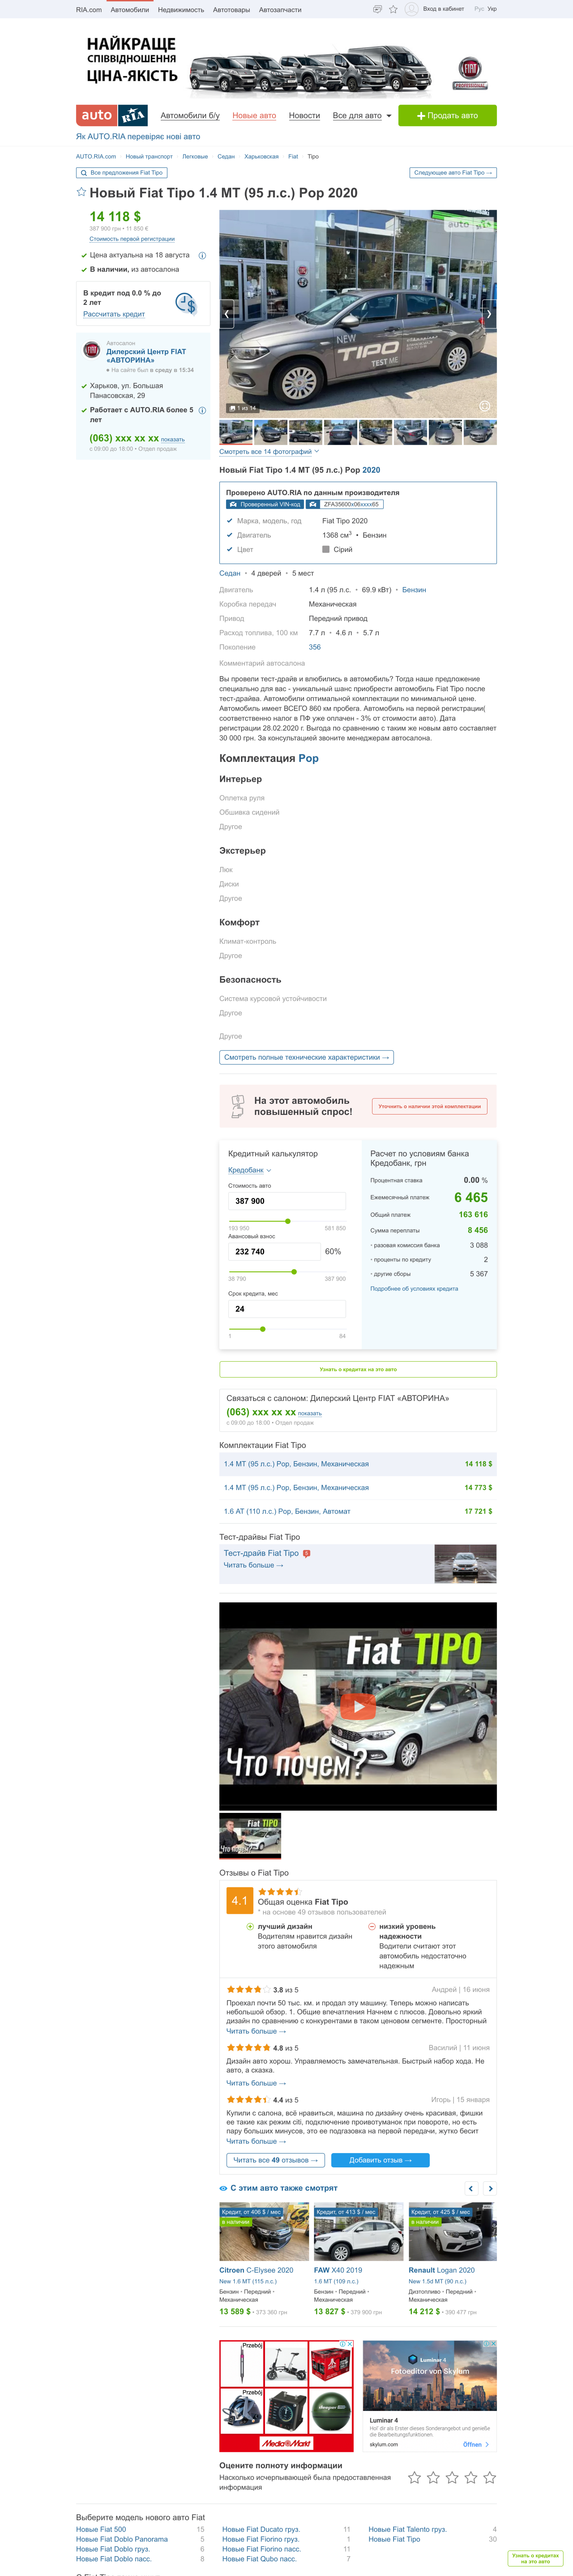 RIA.com Автомобили Недвижимость Автотовары Автозапчасти Вход в кабинет Рус Укр
НАЙКРАЩЕ
СПІВВІДНОШЕННЯ
ЦІНА-ЯКІСТЬ
FIAT
PROFESSIONAL
auto RIA Автомобили б/у Новые авто Новости Все для авто Продать авто
Як AUTO.RIA перевіряє нові авто
AUTO.RIA.com Новый транспорт Легковые Седан Харьковская Fiat Tipo
Все предложения Fiat Tipo Следующее авто Fiat Tipo →
Новый Fiat Tipo 1.4 MT (95 л.с.) Pop 2020
14 118 $
387 900 грн • 11 850 €
Стоимость первой регистрации
Цена актуальна на 18 августа
В наличии, из автосалона
В кредит под 0.0 % до
2 лет
Рассчитать кредит
Автосалон
Дилерский Центр FIAT
«АВТОРИНА»
На сайте был в среду в 15:34
Харьков, ул. Большая
Панасовская, 29
Работает с AUTO.RIA более 5
лет
(063) xxx xx xx показать
с 09:00 до 18:00 • Отдел продаж
auto RIA
NEW
TIPO
TEST ME
1 из 14
Смотреть все 14 фотографий
Новый Fiat Tipo 1.4 MT (95 л.с.) Pop 2020
Проверено AUTO.RIA по данным производителя
Проверенный VIN-код ZFA35600x06xxxx65
Марка, модель, год Fiat Tipo 2020
Двигатель 1368 см³ • Бензин
Цвет Сірий
Седан • 4 дверей • 5 мест
Двигатель 1.4 л (95 л.с. • 69.9 кВт) • Бензин
Коробка передач Механическая
Привод Передний привод
Расход топлива, 100 км 7.7 л • 4.6 л • 5.7 л
Поколение 356
Комментарий автосалона
Вы провели тест-драйв и влюбились в автомобиль? Тогда наше предложение
специально для вас - уникальный шанс приобрести автомобиль Fiat Tipo после
тест-драйва. Автомобили оптимальной комплектации по минимальной цене.
Автомобиль имеет ВСЕГО 860 км пробега. Автомобиль на первой регистрации(
соответственно налог в ПФ уже оплачен - 3% от стоимости авто). Дата
регистрации 28.02.2020 г. Выгода по сравнению с таким же новым авто составляет
30 000 грн. За консультацией звоните менеджерам автосалона.
Комплектация Pop
Интерьер
Оплетка руля
Обшивка сидений
Другое
Экстерьер
Люк
Диски
Другое
Комфорт
Климат-контроль
Другое
Безопасность
Система курсовой устойчивости
Другое
Другое
Смотреть полные технические характеристики →
На этот автомобиль
повышенный спрос!
Уточнить о наличии этой комплектации
Кредитный калькулятор
Кредобанк
Стоимость авто
387 900
193 950 581 850
Авансовый взнос
232 740 60%
38 790 387 900
Срок кредита, мес
24
1 84
Расчет по условиям банка
Кредобанк, грн
Процентная ставка 0.00 %
Ежемесячный платеж 6 465
Общий платеж 163 616
Сумма переплаты 8 456
- разовая комиссия банка 3 088
- проценты по кредиту 2
- другие сборы 5 367
Подробнее об условиях кредита
Узнать о кредитах на это авто
Связаться с салоном: Дилерский Центр FIAT «АВТОРИНА»
(063) xxx xx xx показать
с 09:00 до 18:00 • Отдел продаж
Комплектации Fiat Tipo
1.4 MT (95 л.с.) Pop, Бензин, Механическая 14 118 $
1.4 MT (95 л.с.) Pop, Бензин, Механическая 14 773 $
1.6 AT (110 л.с.) Pop, Бензин, Автомат 17 721 $
Тест-драйвы Fiat Tipo
Тест-драйв Fiat Tipo
Читать больше →
Fiat TIPO
Что почем?
Fiat TIPO
Что почем?
Отзывы о Fiat Tipo
4.1
Общая оценка Fiat Tipo
* на основе 49 отзывов пользователей
лучший дизайн
Водителям нравится дизайн
этого автомобиля
низкий уровень
надежности
Водители считают этот
автомобиль недостаточно
надежным
3.8 из 5 Андрей | 16 июня
Проехал почти 50 тыс. км. и продал эту машину. Теперь можно написать
небольшой обзор. 1. Общие впечатления Начнем с плюсов. Довольно яркий
дизайн по сравнению с конкурентами в таком ценовом сегменте. Просторный
Читать больше →
4.8 из 5 Василий | 11 июня
Дизайн авто хорош. Управляемость замечательная. Быстрый набор хода. Не
авто, а сказка.
Читать больше →
4.4 из 5 Игорь | 15 января
Купили с салона, всё нравиться, машина по дизайну очень красивая, фишки
ее такие как режим citi, подключение проивотуманок при повороте, но есть
пару больших минусов, это ее подгазовка на первой передачи, жутко бесит
Читать больше →
Читать все 49 отзывов → Добавить отзыв →
С этим авто также смотрят
Кредит, от 406 $ / мес
в наличии
Citroen C-Elysee 2020
New 1.6 MT (115 л.с.)
Бензин • Передний •
Механическая
13 589 $ • 373 360 грн
Кредит, от 413 $ / мес
FAW X40 2019
1.6 MT (109 л.с.)
Бензин • Передний •
Механическая
13 827 $ • 379 900 грн
Кредит, от 425 $ / мес
в наличии
Renault Logan 2020
New 1.5d MT (90 л.с.)
Дизтопливо • Передний •
Механическая
14 212 $ • 390 477 грн
Przebój
Przebój
Media Markt
Luminar 4
Fotoeditor von Skylum
Luminar 4
Hol' dir als Erster dieses Sonderangebot und genieße
die Bearbeitungsfunktionen.
skylum.com Öffnen
Оцените полноту информации
Насколько исчерпывающей была предоставленная
информация
Выберите модель нового авто Fiat
Новые Fiat 500 15
Новые Fiat Doblo Panorama 5
Новые Fiat Doblo груз. 6
Новые Fiat Doblo пасс. 8
Новые Fiat Ducato груз. 11
Новые Fiat Fiorino груз. 1
Новые Fiat Fiorino пасс. 11
Новые Fiat Qubo пасс. 7
Новые Fiat Talento груз. 4
Новые Fiat Tipo 30
Узнать о кредитах
на это авто